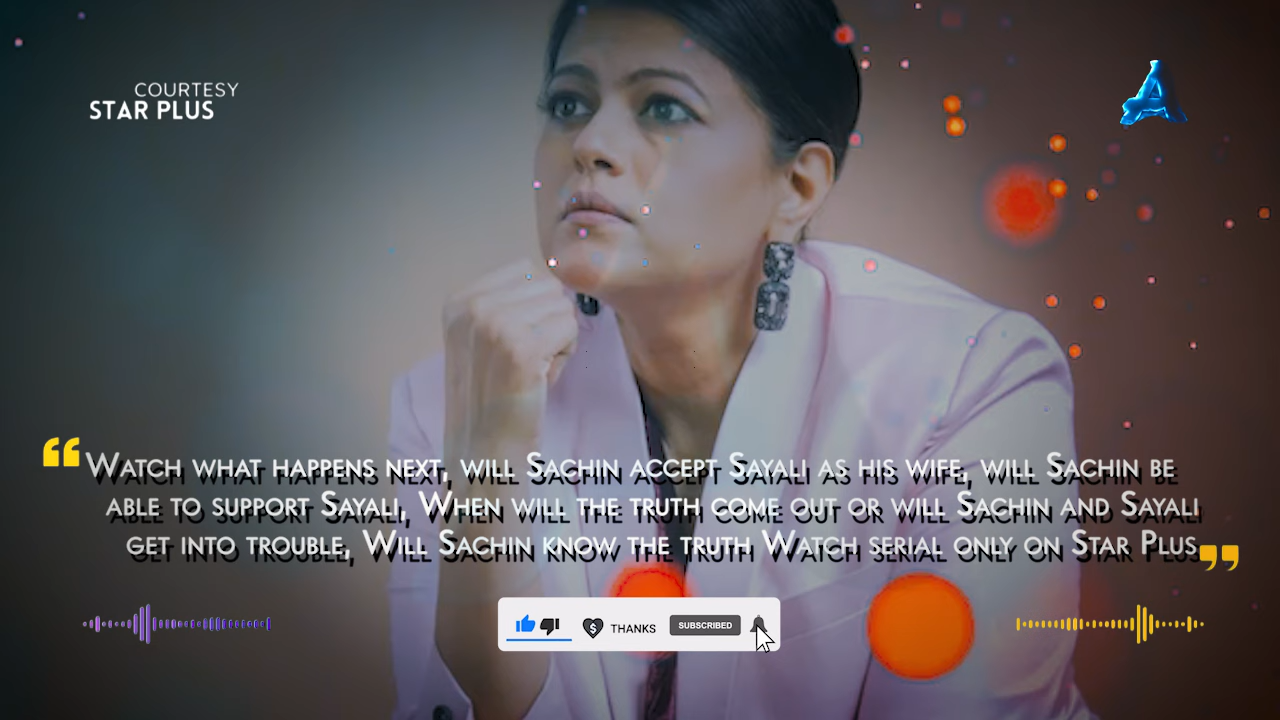 COURTESY
STAR PLUS
A
“Watch what happens next, will Sachin accept Sayali as his wife, will Sachin be
able to support Sayali, When will the truth come out or will Sachin and Sayali
get into trouble, Will Sachin know the truth Watch serial only on Star Plus”
$ THANKS SUBSCRIBED